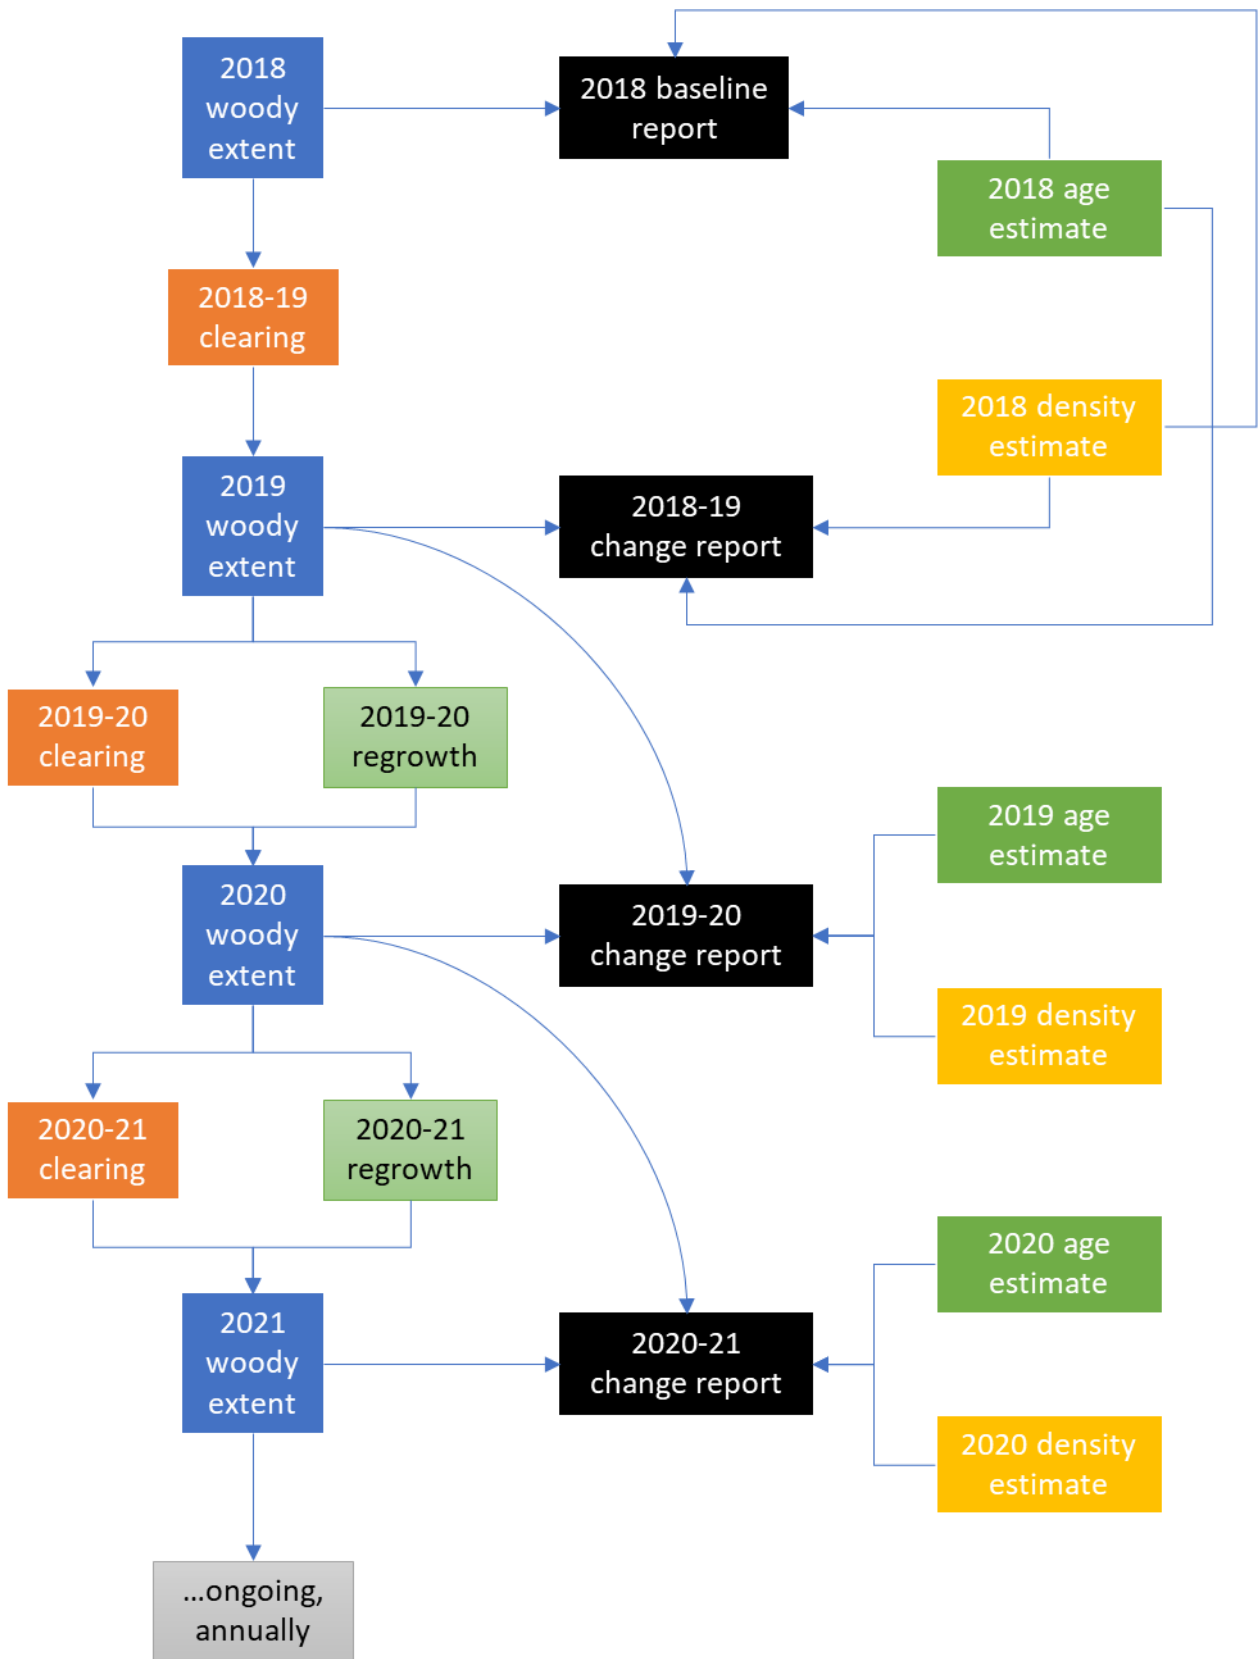 2018
woody
extent
2018 baseline
report
2018 age
estimate
2018-19
clearing
2018 density
estimate
2019
woody
extent
2018-19
change report
2019-20
clearing
2019-20
regrowth
2019 age
estimate
2020
woody
extent
2019-20
change report
2019 density
estimate
2020-21
clearing
2020-21
regrowth
2020 age
estimate
2021
woody
extent
2020-21
change report
2020 density
estimate
...ongoing,
annually